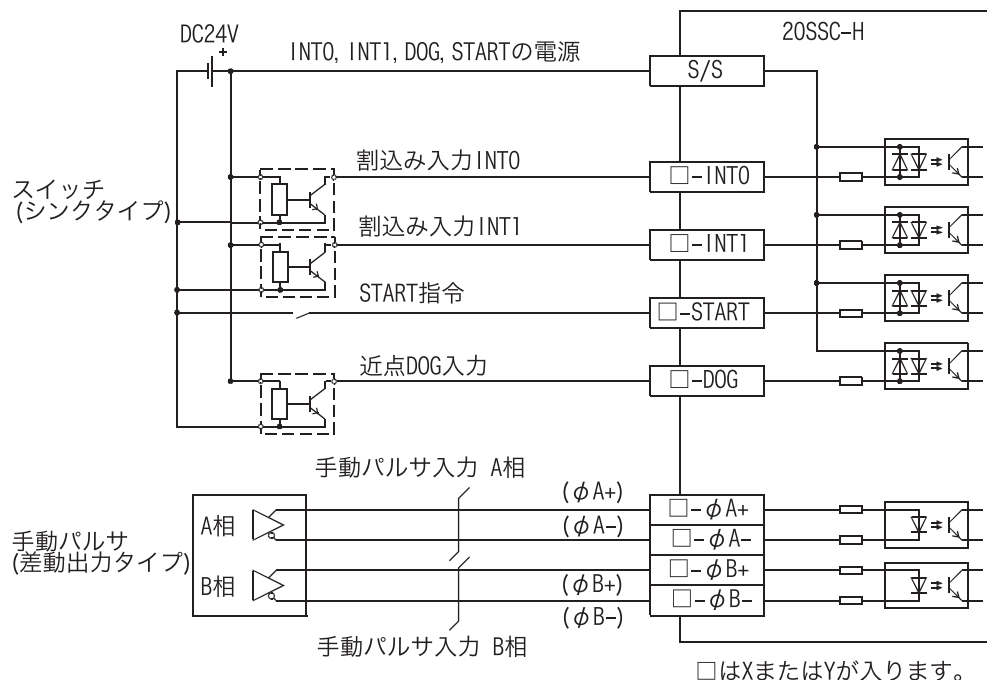 DC24V
+
20SSC-H
INT0, INT1, DOG, STARTの電源
S/S
割込み入力INT0
□-INT0
スイッチ
(シンクタイプ)
割込み入力INT1
□-INT1
START指令
□-START
近点DOG入力
□-DOG
手動パルサ入力 A相
(φA+)
□-φA+
A相
(φA-)
□-φA-
手動パルサ
(差動出力タイプ)
□-φB+
B相
(φB+)
□-φB-
(φB-)
手動パルサ入力 B相
□はXまたはYが入ります。